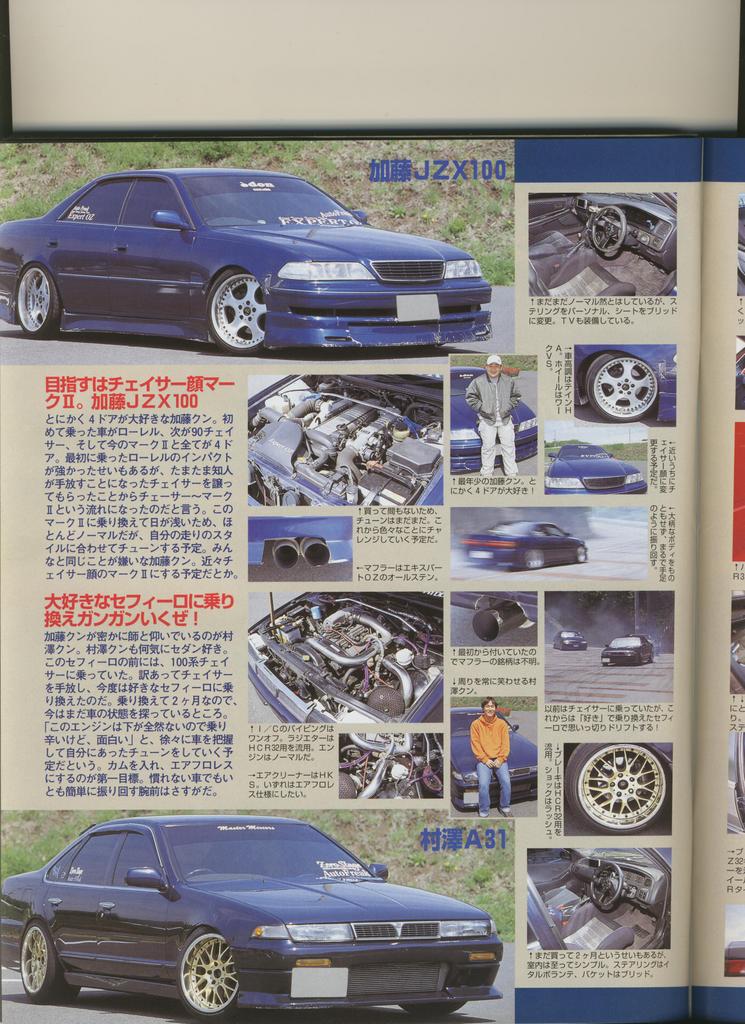 加藤JZX100
ádon
Expert OZ
AutoFreak
EXPERTO
↑まだまだノーマル然とはしているが、ス
テリングをパーソナル、シートをブリッド
に変更。TVも装備している。
目指すはチェイサー顔マー
クⅡ。加藤JZX100
とにかく4ドアが大好きな加藤クン。初
めて乗った車がローレル、次が90チェイ
サー、そして今のマークⅡと全てが4ド
ア。最初に乗ったローレルのインパクト
が強かったせいもあるが、たまたま知人
が手放すことになったチェイサーを譲っ
てもらったことからチェーサー〜マーク
Ⅱという流れになったのだと言う。この
マークⅡに乗り換えて日が浅いため、ほ
とんどノーマルだが、自分の走りのスタ
イルに合わせてチューンする予定。みん
なと同じことが嫌いな加藤クン。近々チ
ェイサー顔のマークⅡにする予定だとか。
→車高調はテインH
A。ホイールはワー
クVS。
↑最年少の加藤クン。と
にかく4ドアが大好き!
←近いうちにチ
ェイサー顔に変
更する予定だ。
↑買って間もないため、
チューンはまだまだ。こ
れから色々なことにチャ
レンジしていく予定だ。
←マフラーはエキスパー
トOZのオールステン。
←大柄なボディをもの
ともせず、まるで手足
のように振り回す。
大好きなセフィーロに乗り
換えガンガンいくぜ!
加藤クンが密かに師と仰いでいるのが村
澤クン。村澤クンも何気にセダン好き。
このセフィーロの前には、100系チェイ
サーに乗っていた。訳あってチェイサー
を手放し、今度は好きなセフィーロに乗
り換えたのだ。乗り換えて2ヶ月なので、
今はまだ車の状態を探っているところ。
「このエンジンは下が全然ないので乗り
辛いけど、面白い」と、徐々に車を把握
して自分にあったチューンをしていく予
定だという。カムを入れ、エアフロレス
にするのが第一目標。慣れない車でもい
とも簡単に振り回す腕前はさすがだ。
↑I/Cのパイピングは
ワンオフ。ラジエターは
HCR32用を流用。エン
ジンはノーマルだ。
→エアクリーナーはHK
S。いずれはエアフロレ
ス仕様にしたい。
↑最初から付いていたの
でマフラーの銘柄は不明。
↓周りを常に笑わせる村
澤クン。
以前はチェイサーに乗っていたが、こ
れからは「好き」で乗り換えたセフィ
ーロで思いっ切りドリフトする!
↓ブレーキはHCR32用を
流用。ショックはラッシュ。
村澤A31
Master Motors
Zero Style
AutoFreak
↑まだ買って2ヶ月というせいもあるが、
室内は至ってシンプル。ステアリングはイ
タルボランテ、バケットはブリッド。